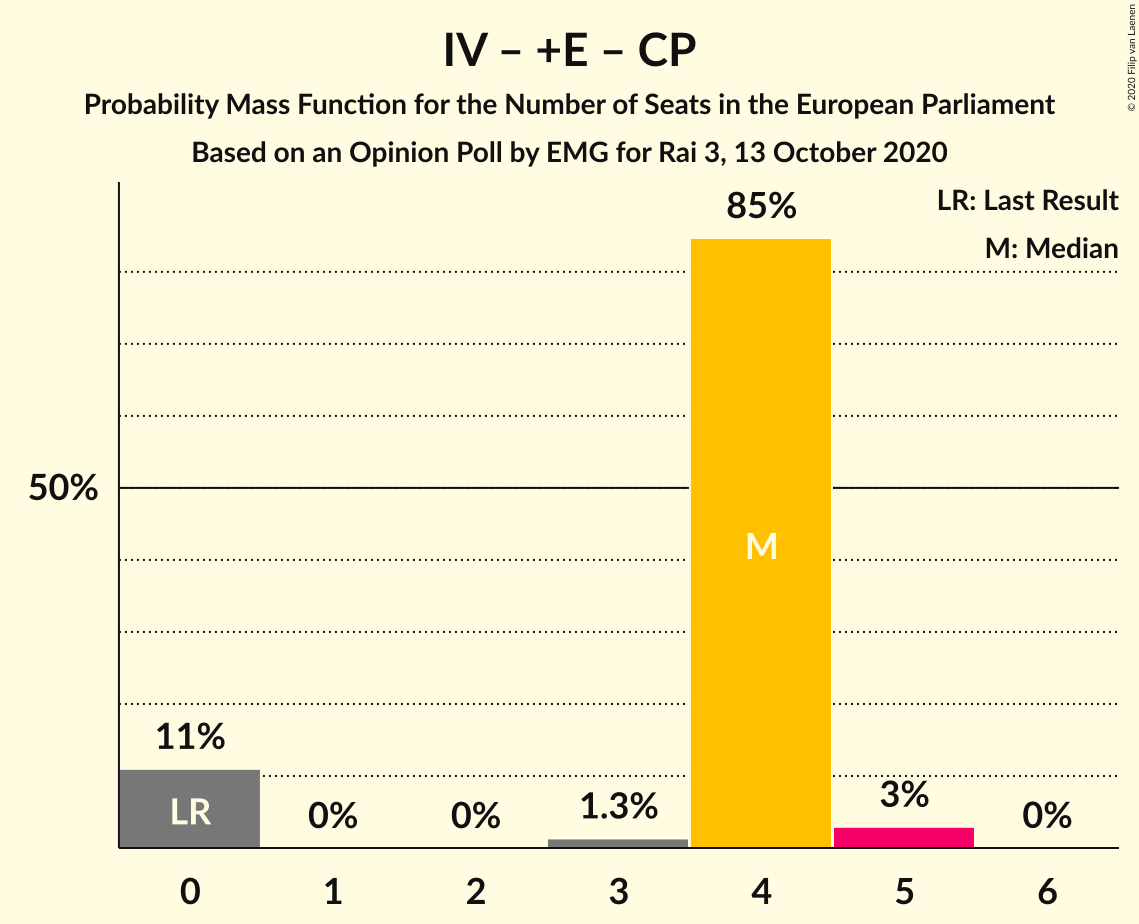 IV – +E – CP
Probability Mass Function for the Number of Seats in the European Parliament
Based on an Opinion Poll by EMG for Rai 3, 13 October 2020
© 2020 Filip van Laenen
LR: Last Result
M: Median
85%
50%
M
11%
LR
0%
0%
1.3%
3%
0%
0 1 2 3 4 5 6